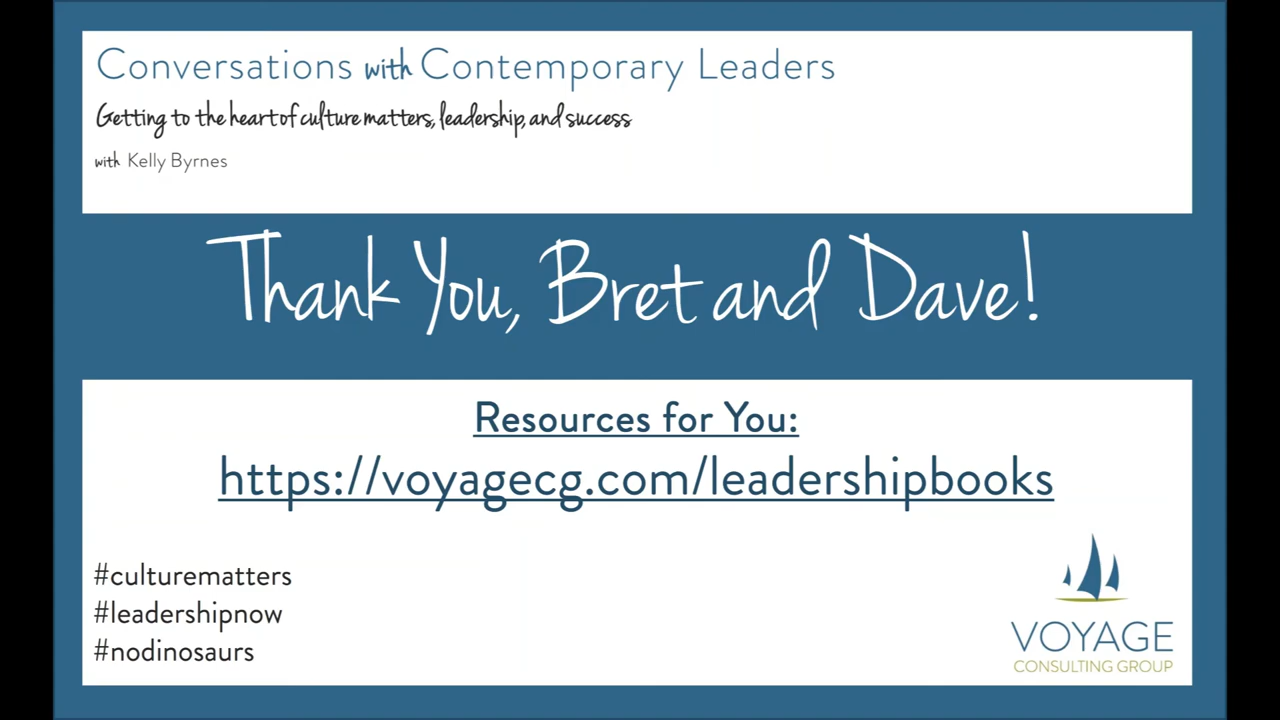 Conversations with Contemporary Leaders
Getting to the heart of culture matters, leadership, and success
with Kelly Byrnes
Thank You, Bret and Dave!
Resources for You:
https://voyagecg.com/leadershipbooks
#culturematters
#leadershipnow
#nodinosaurs
VOYAGE
CONSULTING GROUP